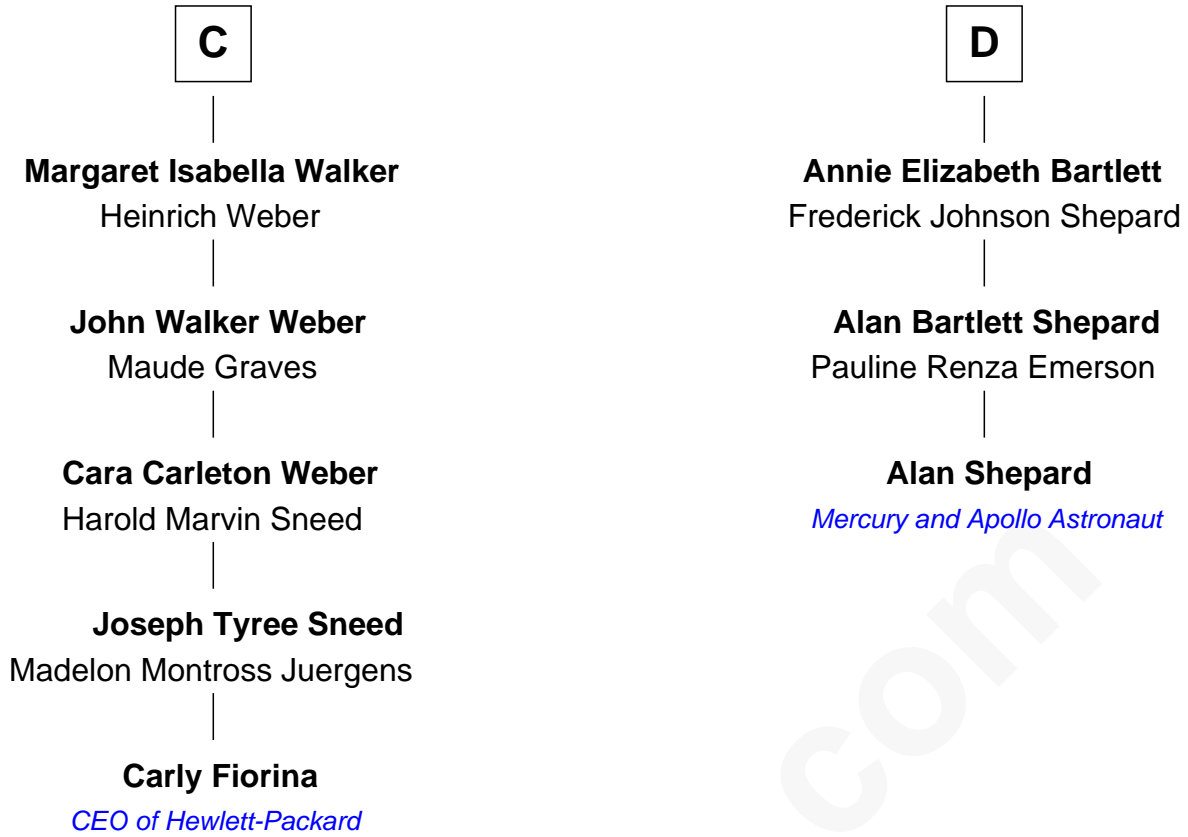 C
Margaret Isabella Walker
Heinrich Weber
John Walker Weber
Maude Graves
Cara Carleton Weber
Harold Marvin Sneed
Joseph Tyree Sneed
Madelon Montross Juergens
Carly Fiorina
CEO of Hewlett-Packard
D
Annie Elizabeth Bartlett
Frederick Johnson Shepard
Alan Bartlett Shepard
Pauline Renza Emerson
Alan Shepard
Mercury and Apollo Astronaut
com